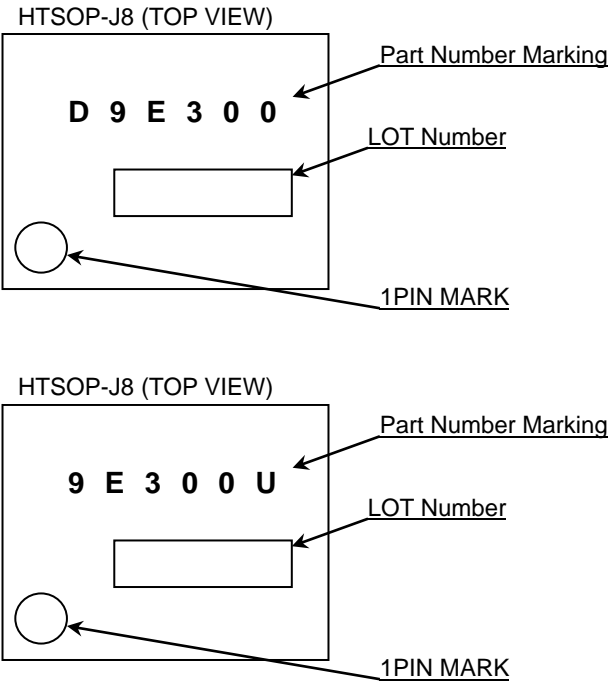 HTSOP-J8 (TOP VIEW)
Part Number Marking
D 9 E 3 0 0
LOT Number
1PIN MARK
HTSOP-J8 (TOP VIEW)
Part Number Marking
9 E 3 0 0 U
LOT Number
1PIN MARK